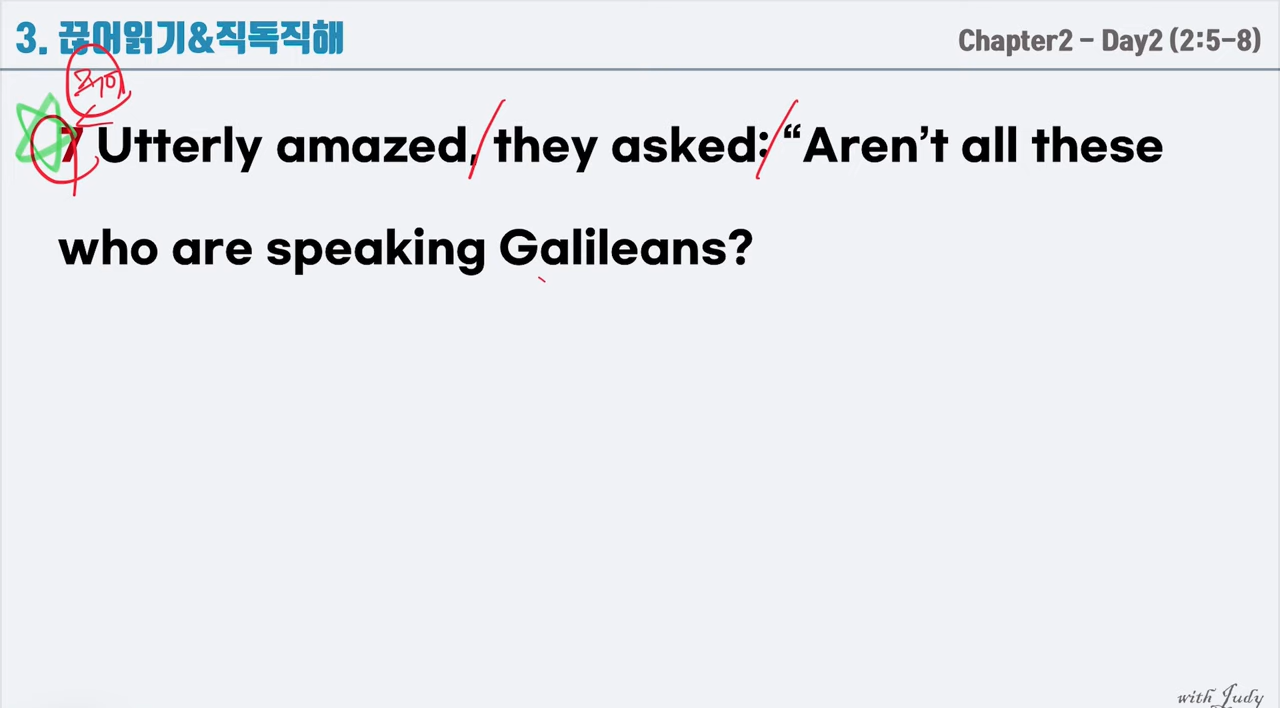 3. 끊어읽기&직독직해
Chapter2 - Day2 (2:5-8)
7 Utterly amazed, they asked: “Aren’t all these
who are speaking Galileans?
with Judy